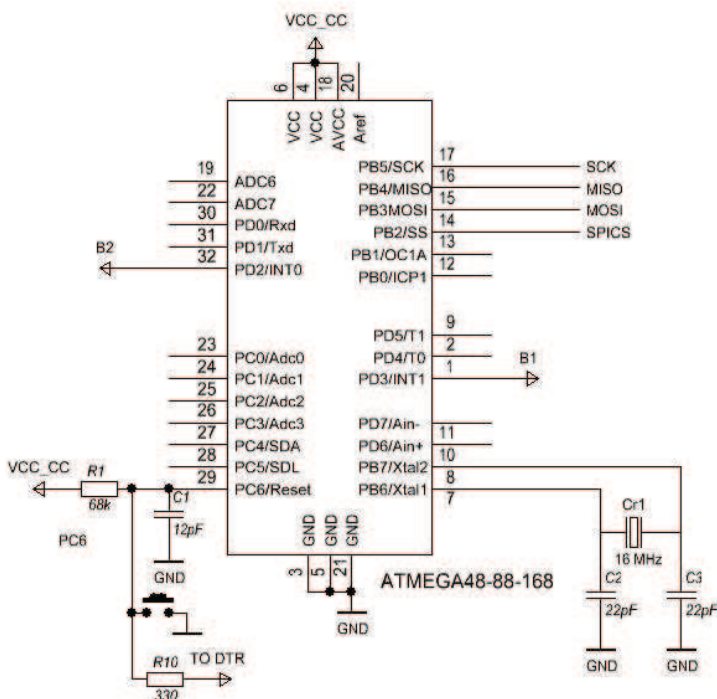 VCC_CC
6 4 18 20
VCC VCC AVCC Aref
19 ADC6
22 ADC7
30 PD0/Rxd
31 PD1/Txd
B2 32 PD2/INT0
17 PB5/SCK SCK
16 PB4/MISO MISO
15 PB3MOSI MOSI
14 PB2/SS SPICS
13 PB1/OC1A
12 PB0/ICP1
9 PD5/T1
2 PD4/T0
1 PD3/INT1 B1
23 PC0/Adc0
24 PC1/Adc1
25 PC2/Adc2
26 PC3/Adc3
27 PC4/SDA
28 PC5/SDL
29 PC6/Reset
PD7/Ain-
11 PD6/Ain+
10 PB7/Xtal2
8 PB6/Xtal1
7
VCC_CC R1
68k
C1
12pF
PC6
GND
GND GND GND
3 5 21
GND
ATMEGA48-88-168
Cr1
16 MHz
C2
22pF
C3
22pF
GND
GND
R10 TO DTR
330